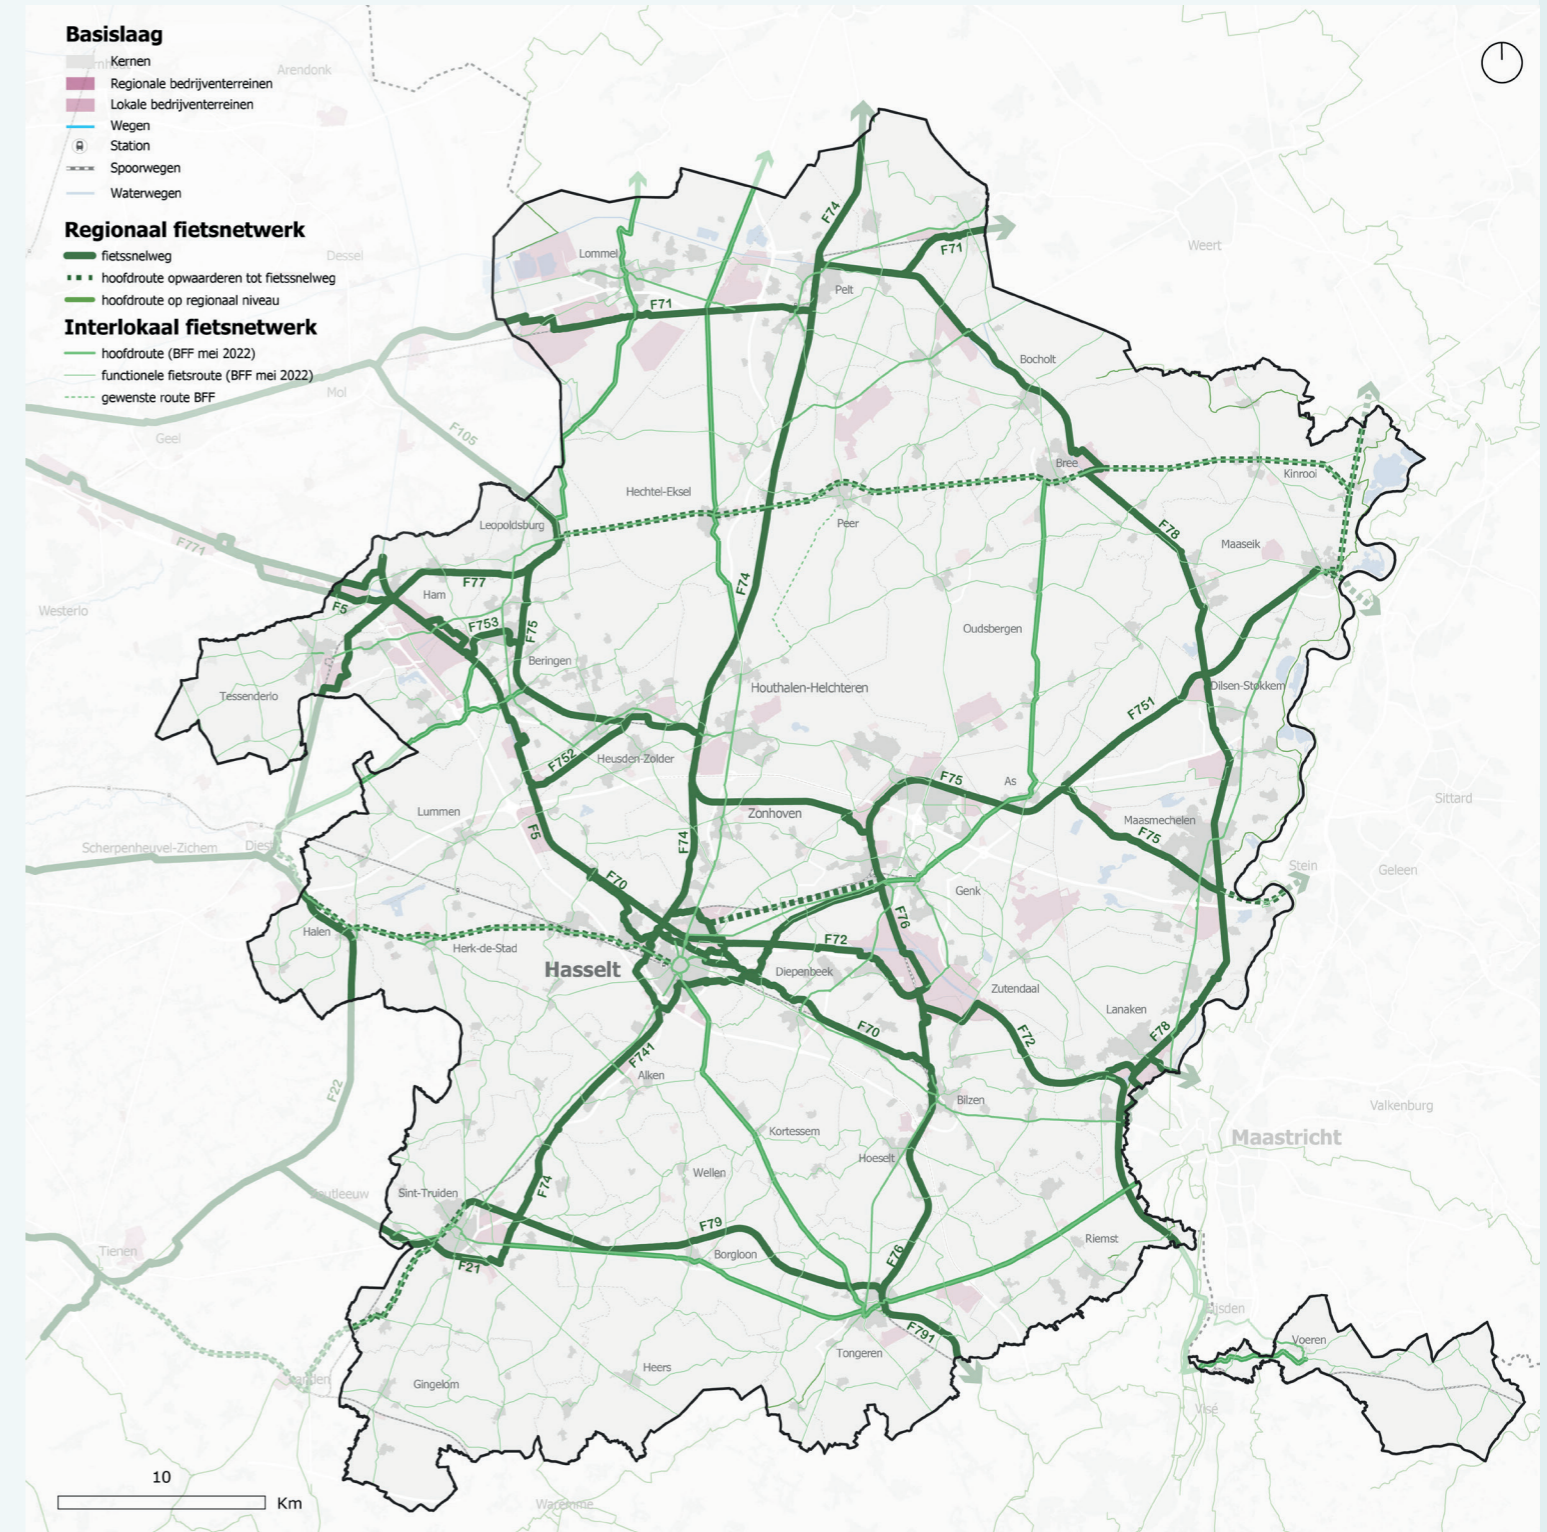 Basislaag
Kernen
Regionale bedrijventerreinen
Lokale bedrijventerreinen
Wegen
Station
Spoorwegen
Waterwegen
Regionaal fietsnetwerk
fietssnelweg
hoofdroute opwaarderen tot fietssnelweg
hoofdroute op regionaal niveau
Interlokaal fietsnetwerk
hoofdroute (BFF mei 2022)
functionele fietsroute (BFF mei 2022)
gewenste route BFF
Arendonk
Dessel
Mol
Geel
Westerlo
F105
F771
Weert
F74
F71
Lommel
Pelt
F71
Bocholt
Bree
Kinrooi
Hechtel-Eksel
Peer
Leopoldsburg
F78
Maaseik
F77
F74
F5
Ham
F753
F75
Oudsbergen
Beringen
Tessenderlo
Houthalen-Helchteren
Dilsen-Stokkem
F751
F752
Heusden-Zolder
F75
As
Lummen
Zonhoven
Maasmechelen
Sittard
F5
F74
F75
Scherpenheuvel-Zichem
Diest
Stein
Geleen
F70
Genk
F76
Halen
Herk-de-Stad
F72
Hasselt
Diepenbeek
Zutendaal
Lanaken
F70
F72
F78
F741
Alken
F22
Bilzen
Valkenburg
Kortessem
Maastricht
Hoeselt
Wellen
F74
Sint-Truiden
Zoutleeuw
F79
Riemst
Tienen
Borgloon
F76
F21
F791
Voeren
Tongeren
Heers
Gingelom
Visé
10
Km
Waremme